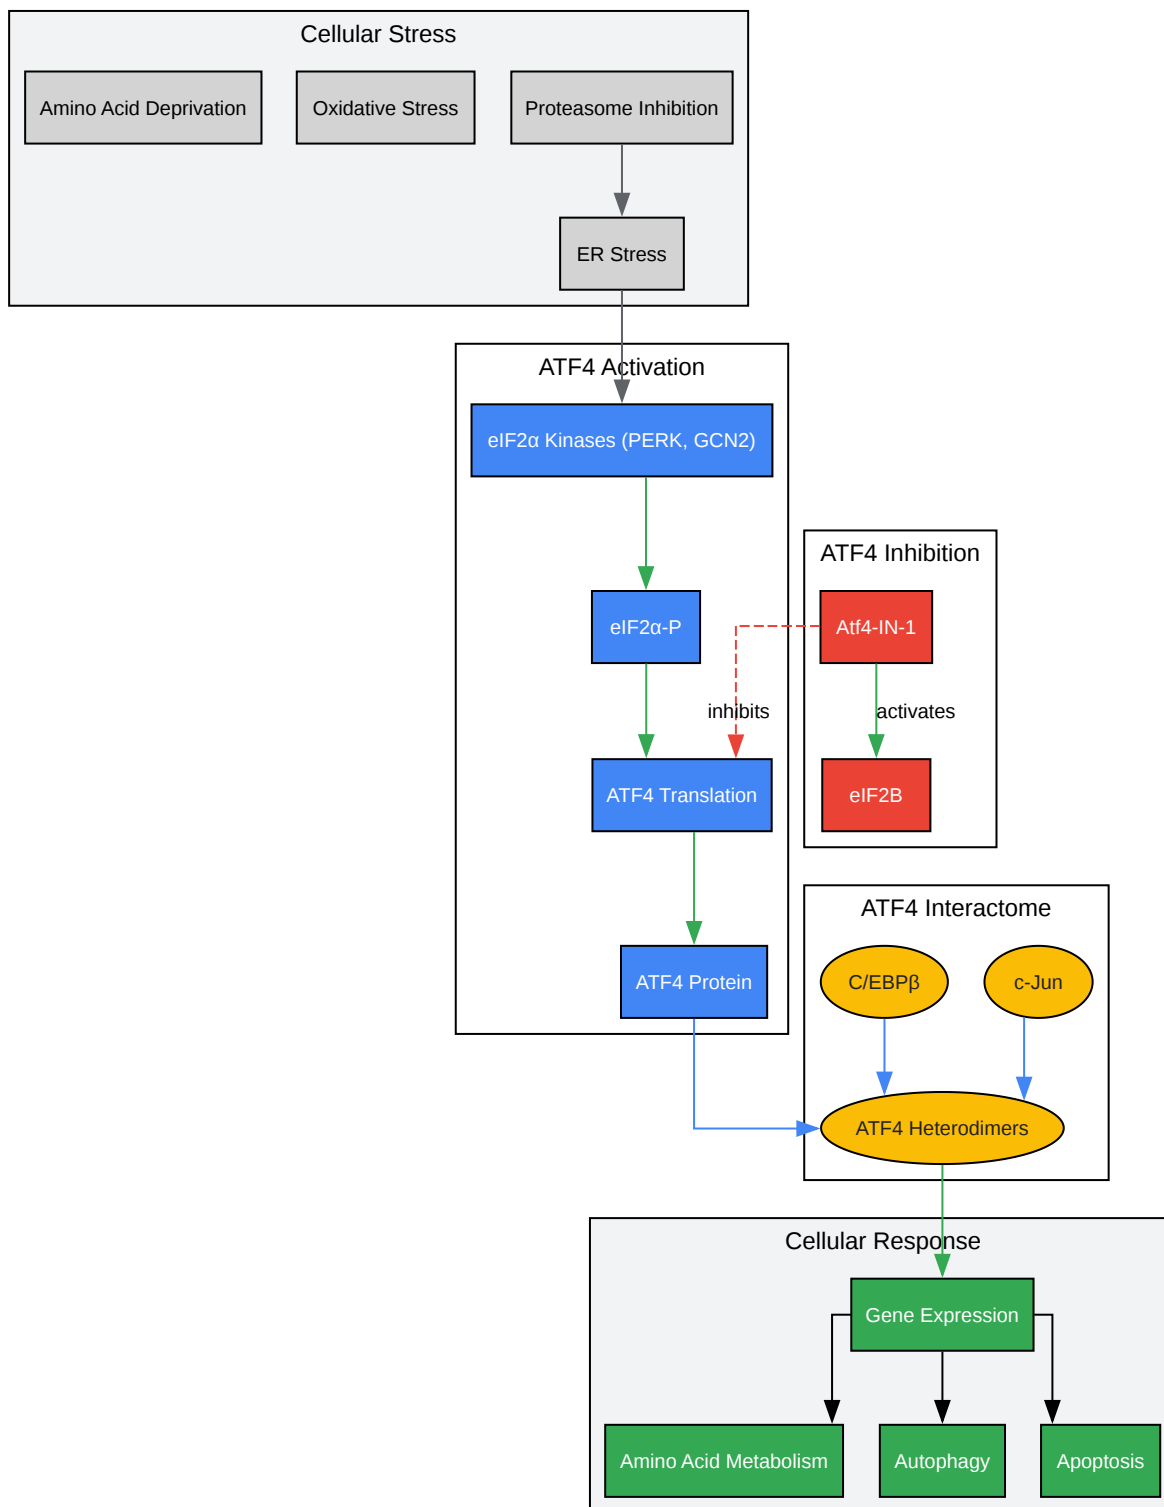 Cellular Stress
Amino Acid Deprivation
Oxidative Stress
Proteasome Inhibition
ER Stress
ATF4 Activation
eIF2α Kinases (PERK, GCN2)
ATF4 Inhibition
eIF2α-P
Atf4-IN-1
inhibits
activates
ATF4 Translation
eIF2B
ATF4 Interactome
ATF4 Protein
C/EBPβ
c-Jun
ATF4 Heterodimers
Cellular Response
Gene Expression
Amino Acid Metabolism
Autophagy
Apoptosis